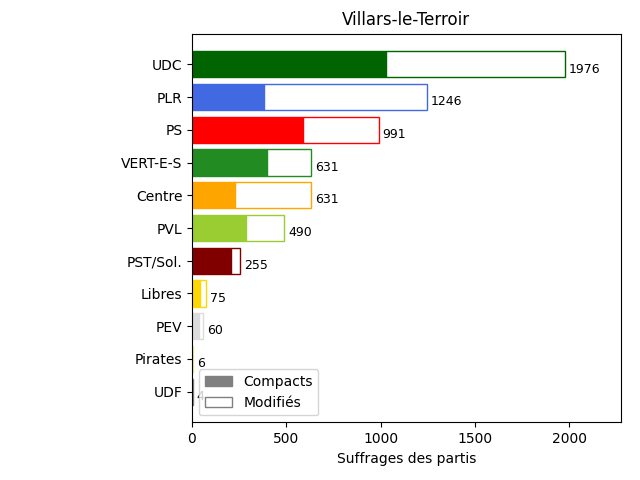 Villars-le-Terroir
UDC 1976
PLR 1246
PS 991
VERT-E-S 631
Centre 631
PVL 490
PST/Sol. 255
Libres 75
PEV 60
Pirates 6
UDF 4
Compacts
Modifiés
0 500 1000 1500 2000
Suffrages des partis